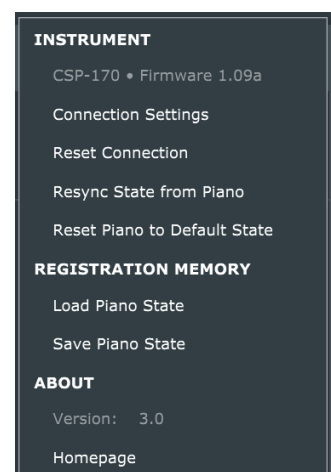 INSTRUMENT
CSP-170 • Firmware 1.09a
Connection Settings
Reset Connection
Resync State from Piano
Reset Piano to Default State
REGISTRATION MEMORY
Load Piano State
Save Piano State
ABOUT
Version: 3.0
Homepage